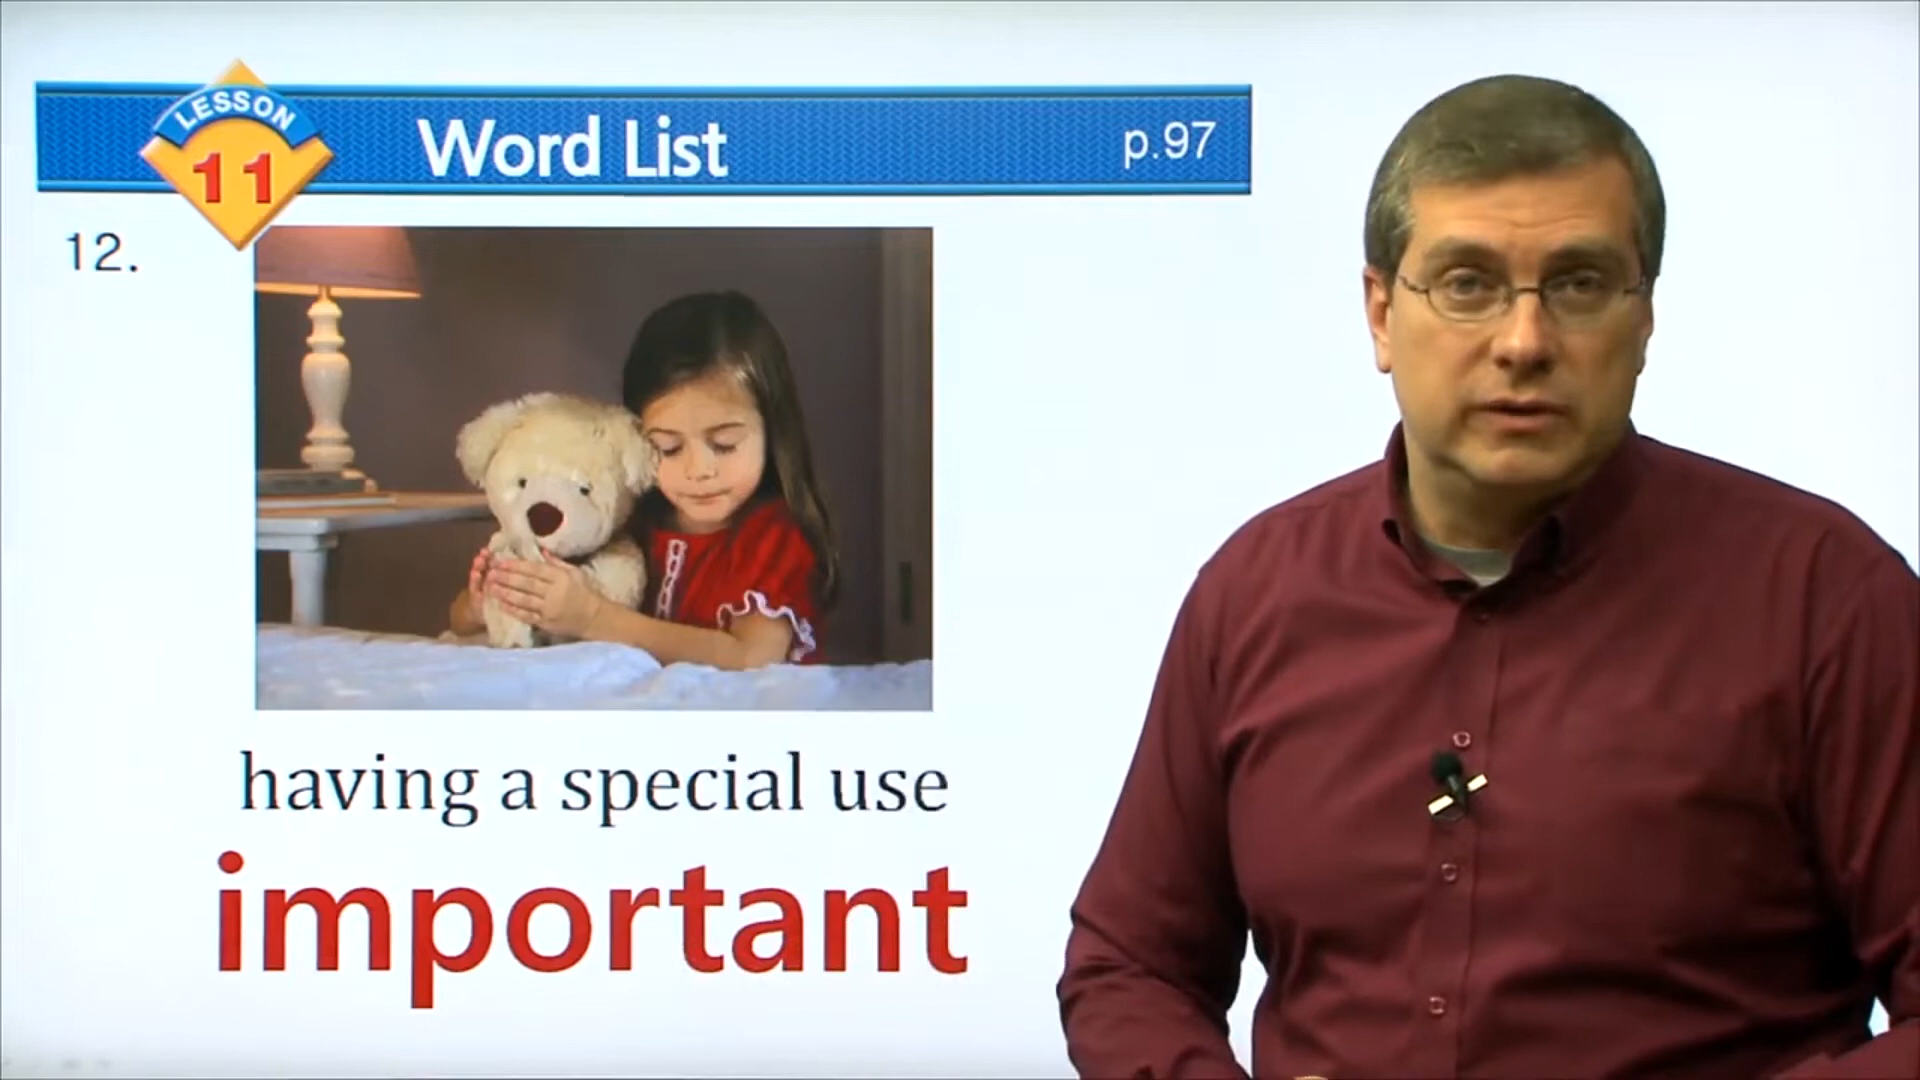 LESSON
11
Word List
p.97
12.
having a special use
important